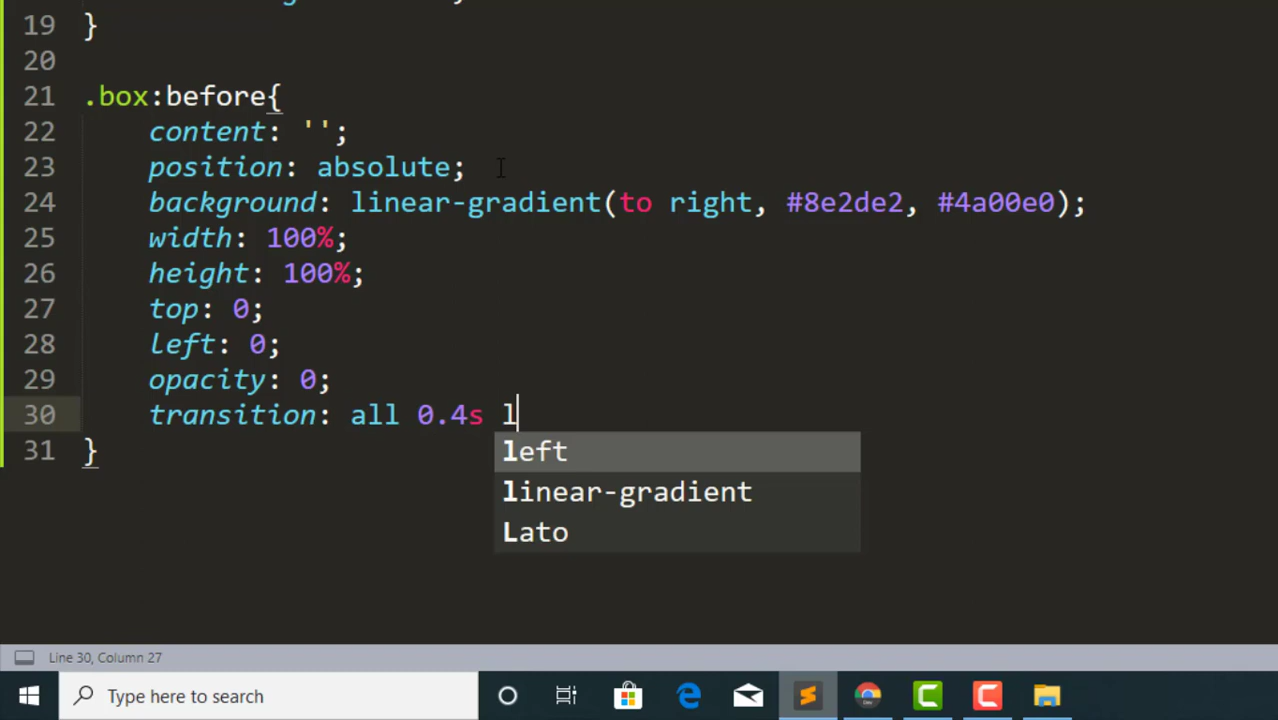 19 }
20
21 .box:before{
22 content: '';
23 position: absolute;
24 background: linear-gradient(to right, #8e2de2, #4a00e0);
25 width: 100%;
26 height: 100%;
27 top: 0;
28 left: 0;
29 opacity: 0;
30 transition: all 0.4s l
left
31 }
linear-gradient
Lato
Line 30, Column 27
Type here to search